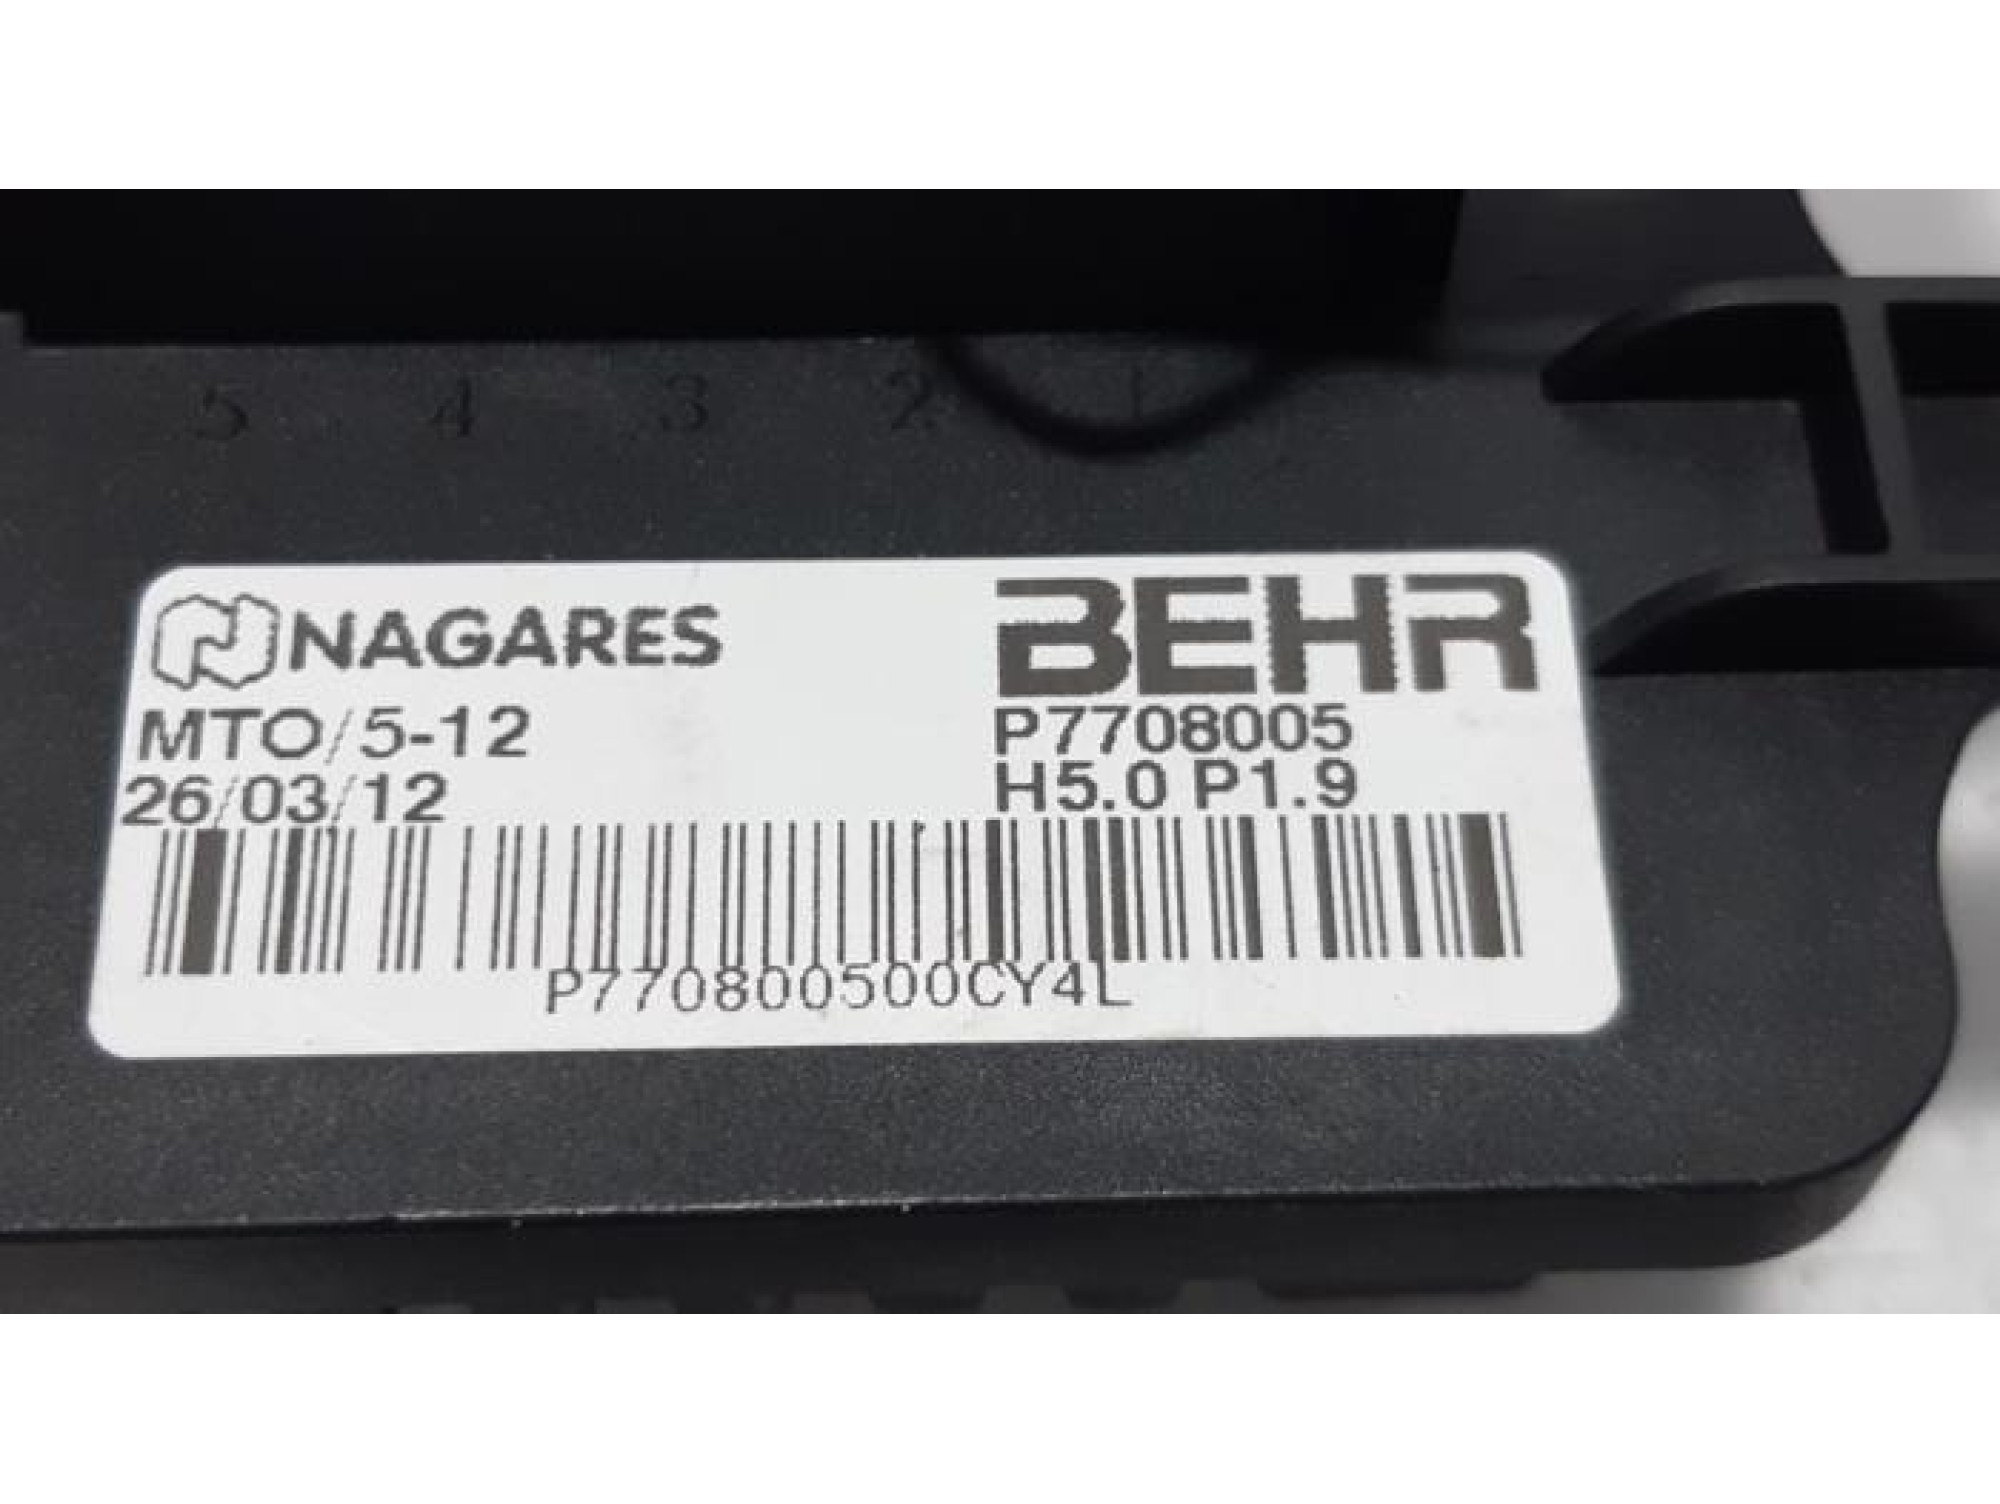 5 4 3 2 1
NAGARES BEHR
MTO/5-12 P7708005
26/03/12 H5.0 P1.9
P770800500CY4L